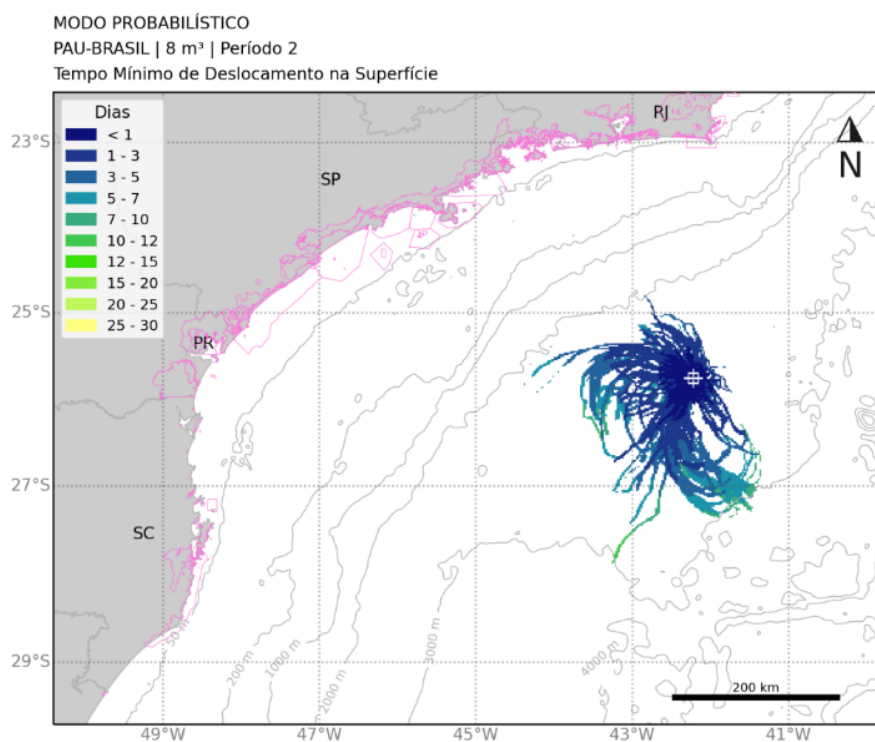 MODO PROBABILÍSTICO
PAU-BRASIL | 8 m³ | Período 2
Tempo Mínimo de Deslocamento na Superfície
Dias
< 1
1 - 3
3 - 5
5 - 7
7 - 10
10 - 12
12 - 15
15 - 20
20 - 25
25 - 30
RJ
SP
PR
SC
N
23°S
25°S
27°S
29°S
50 m
200 m
1000 m
2000 m
3000 m
4000 m
200 km
49°W
47°W
45°W
43°W
41°W